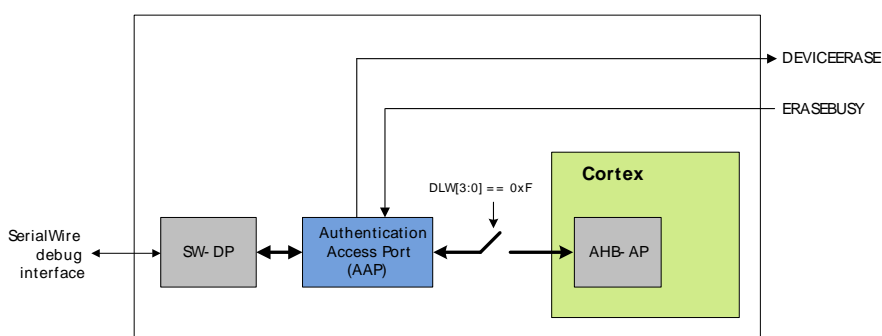 DEVICEERASE
ERASEBUSY
Cortex
DLW[3:0] == 0xF
SerialWire
debug
interface
SW-DP
Authentication
Access Port
(AAP)
AHB-AP